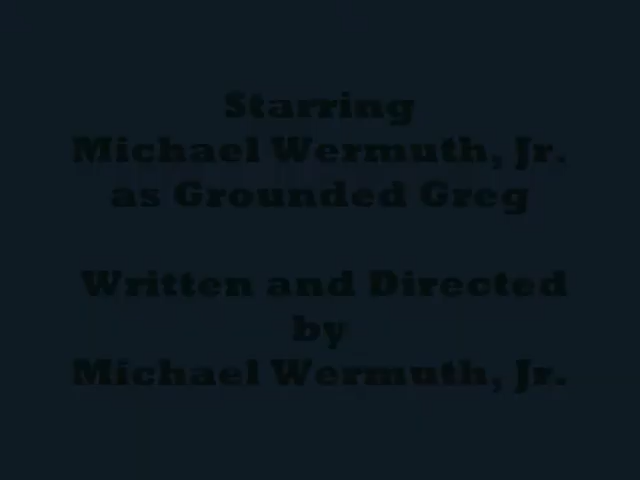 Starring
Michael Wermuth, Jr.
as Grounded Greg
Written and Directed
by
Michael Wermuth, Jr.